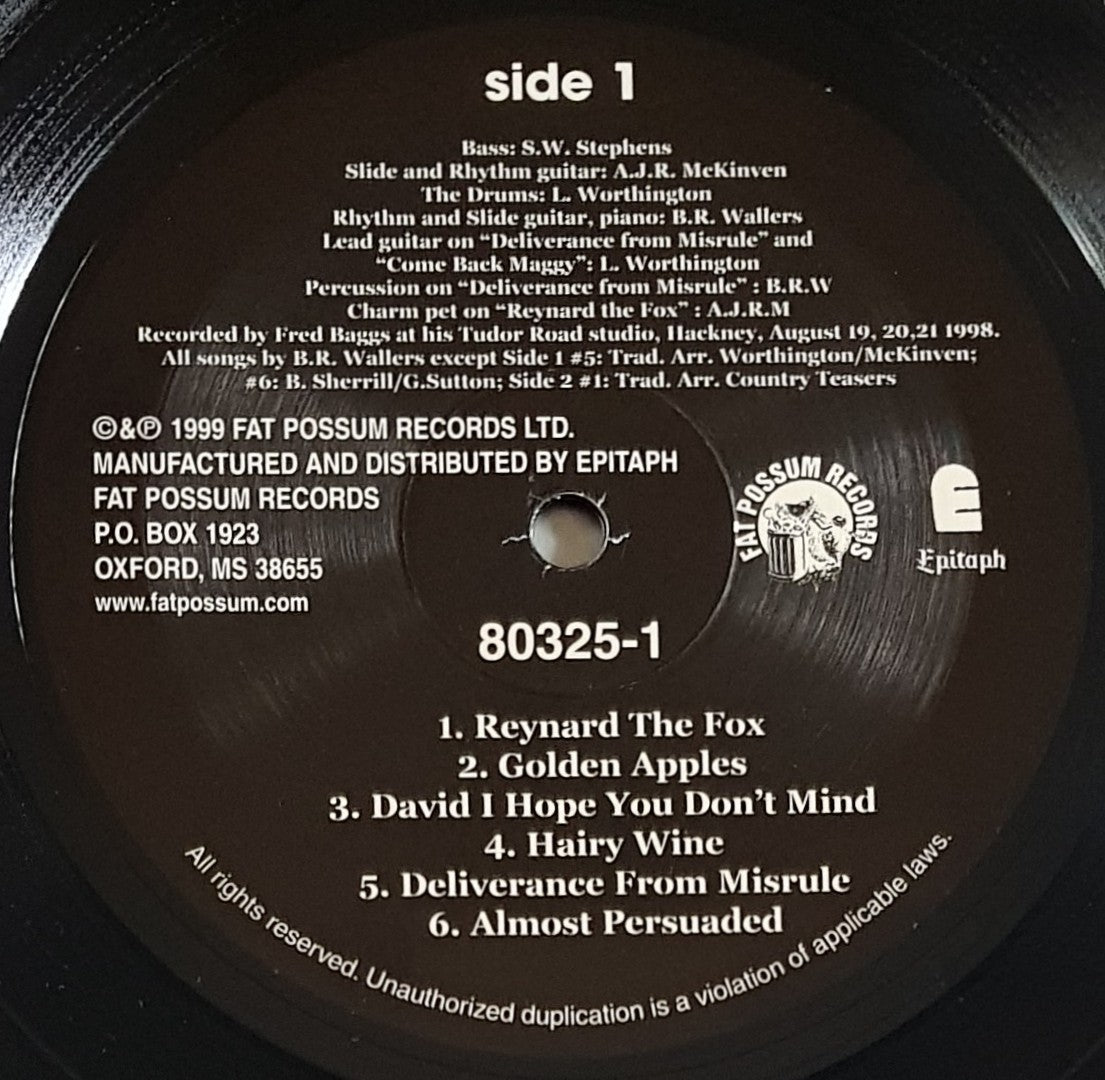 side 1
Bass: S.W. Stephens
Slide and Rhythm guitar: A.J.R. McKinven
The Drums: L. Worthington
Rhythm and Slide guitar, piano: B.R. Wallers
Lead guitar on “Deliverance from Misrule” and
“Come Back Maggy”: L. Worthington
Percussion on “Deliverance from Misrule” : B.R.W
Charm pet on “Reynard the Fox” : A.J.R.M
Recorded by Fred Baggs at his Tudor Road studio, Hackney, August 19, 20,21 1998.
All songs by B.R. Wallers except Side 1 #5: Trad. Arr. Worthington/McKinven;
#6: B. Sherrill/G.Sutton; Side 2 #1: Trad. Arr. Country Teasers
©&℗ 1999 FAT POSSUM RECORDS LTD.
MANUFACTURED AND DISTRIBUTED BY EPITAPH
FAT POSSUM RECORDS
P.O. BOX 1923
OXFORD, MS 38655
www.fatpossum.com
FAT POSSUM RECORDS
Epitaph
80325-1
1. Reynard The Fox
2. Golden Apples
3. David I Hope You Don’t Mind
4. Hairy Wine
5. Deliverance From Misrule
6. Almost Persuaded
All rights reserved. Unauthorized duplication is a violation of applicable laws.